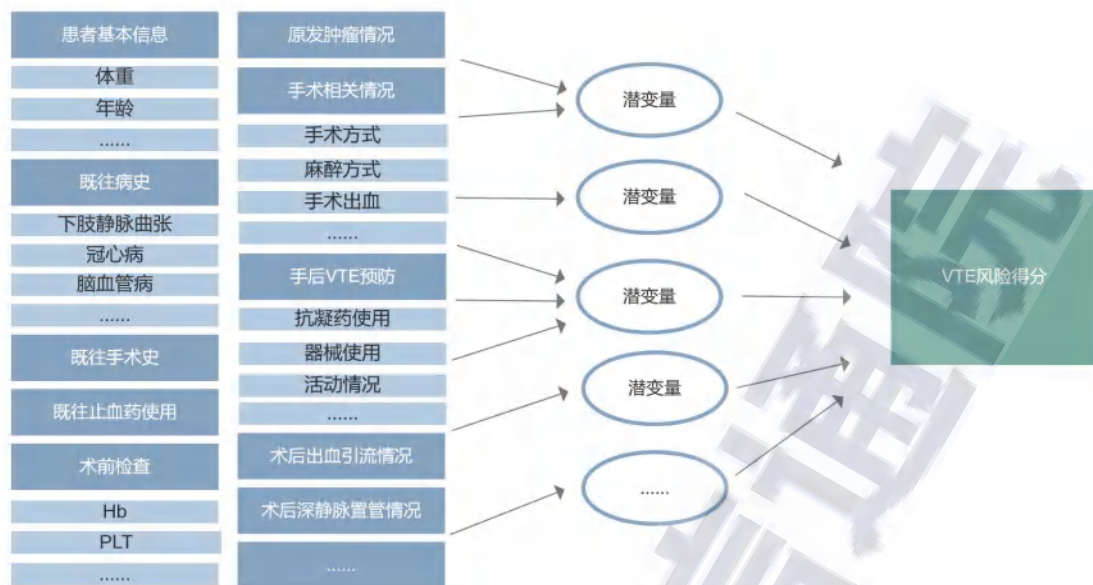 患者基本信息
体重
年龄
......
既往病史
下肢静脉曲张
冠心病
脑血管病
......
既往手术史
既往止血药使用
术前检查
Hb
PLT
......
原发肿瘤情况
手术相关情况
手术方式
麻醉方式
手术出血
......
手后VTE预防
抗凝药使用
器械使用
活动情况
......
术后出血引流情况
术后深静脉置管情况
......
潜变量
潜变量
潜变量
潜变量
......
VTE风险得分